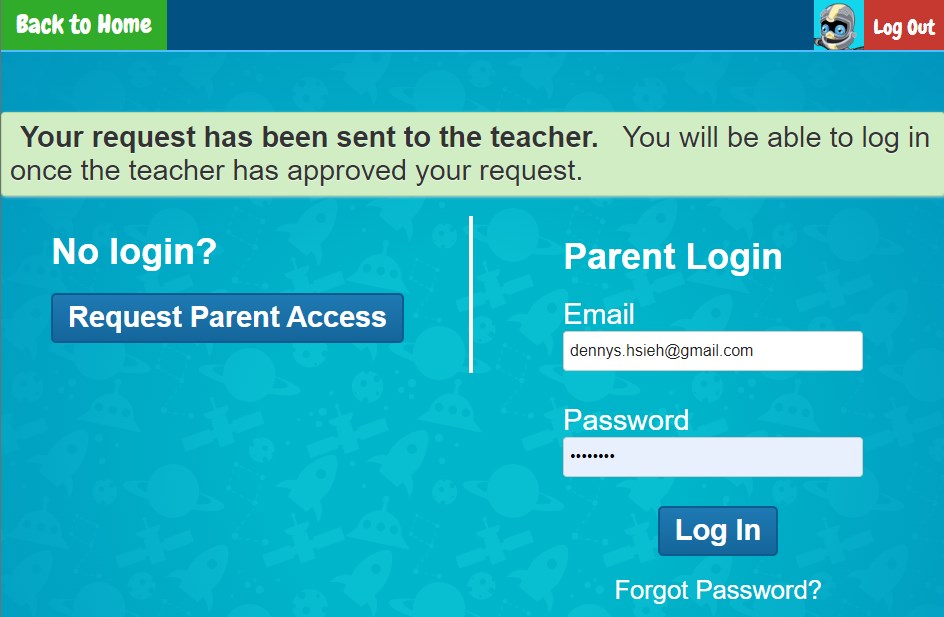 Back to Home
Log Out
Your request has been sent to the teacher. You will be able to log in
once the teacher has approved your request.
No login?
Request Parent Access
Parent Login
Email
dennys.hsieh@gmail.com
Password
••••••••
Log In
Forgot Password?